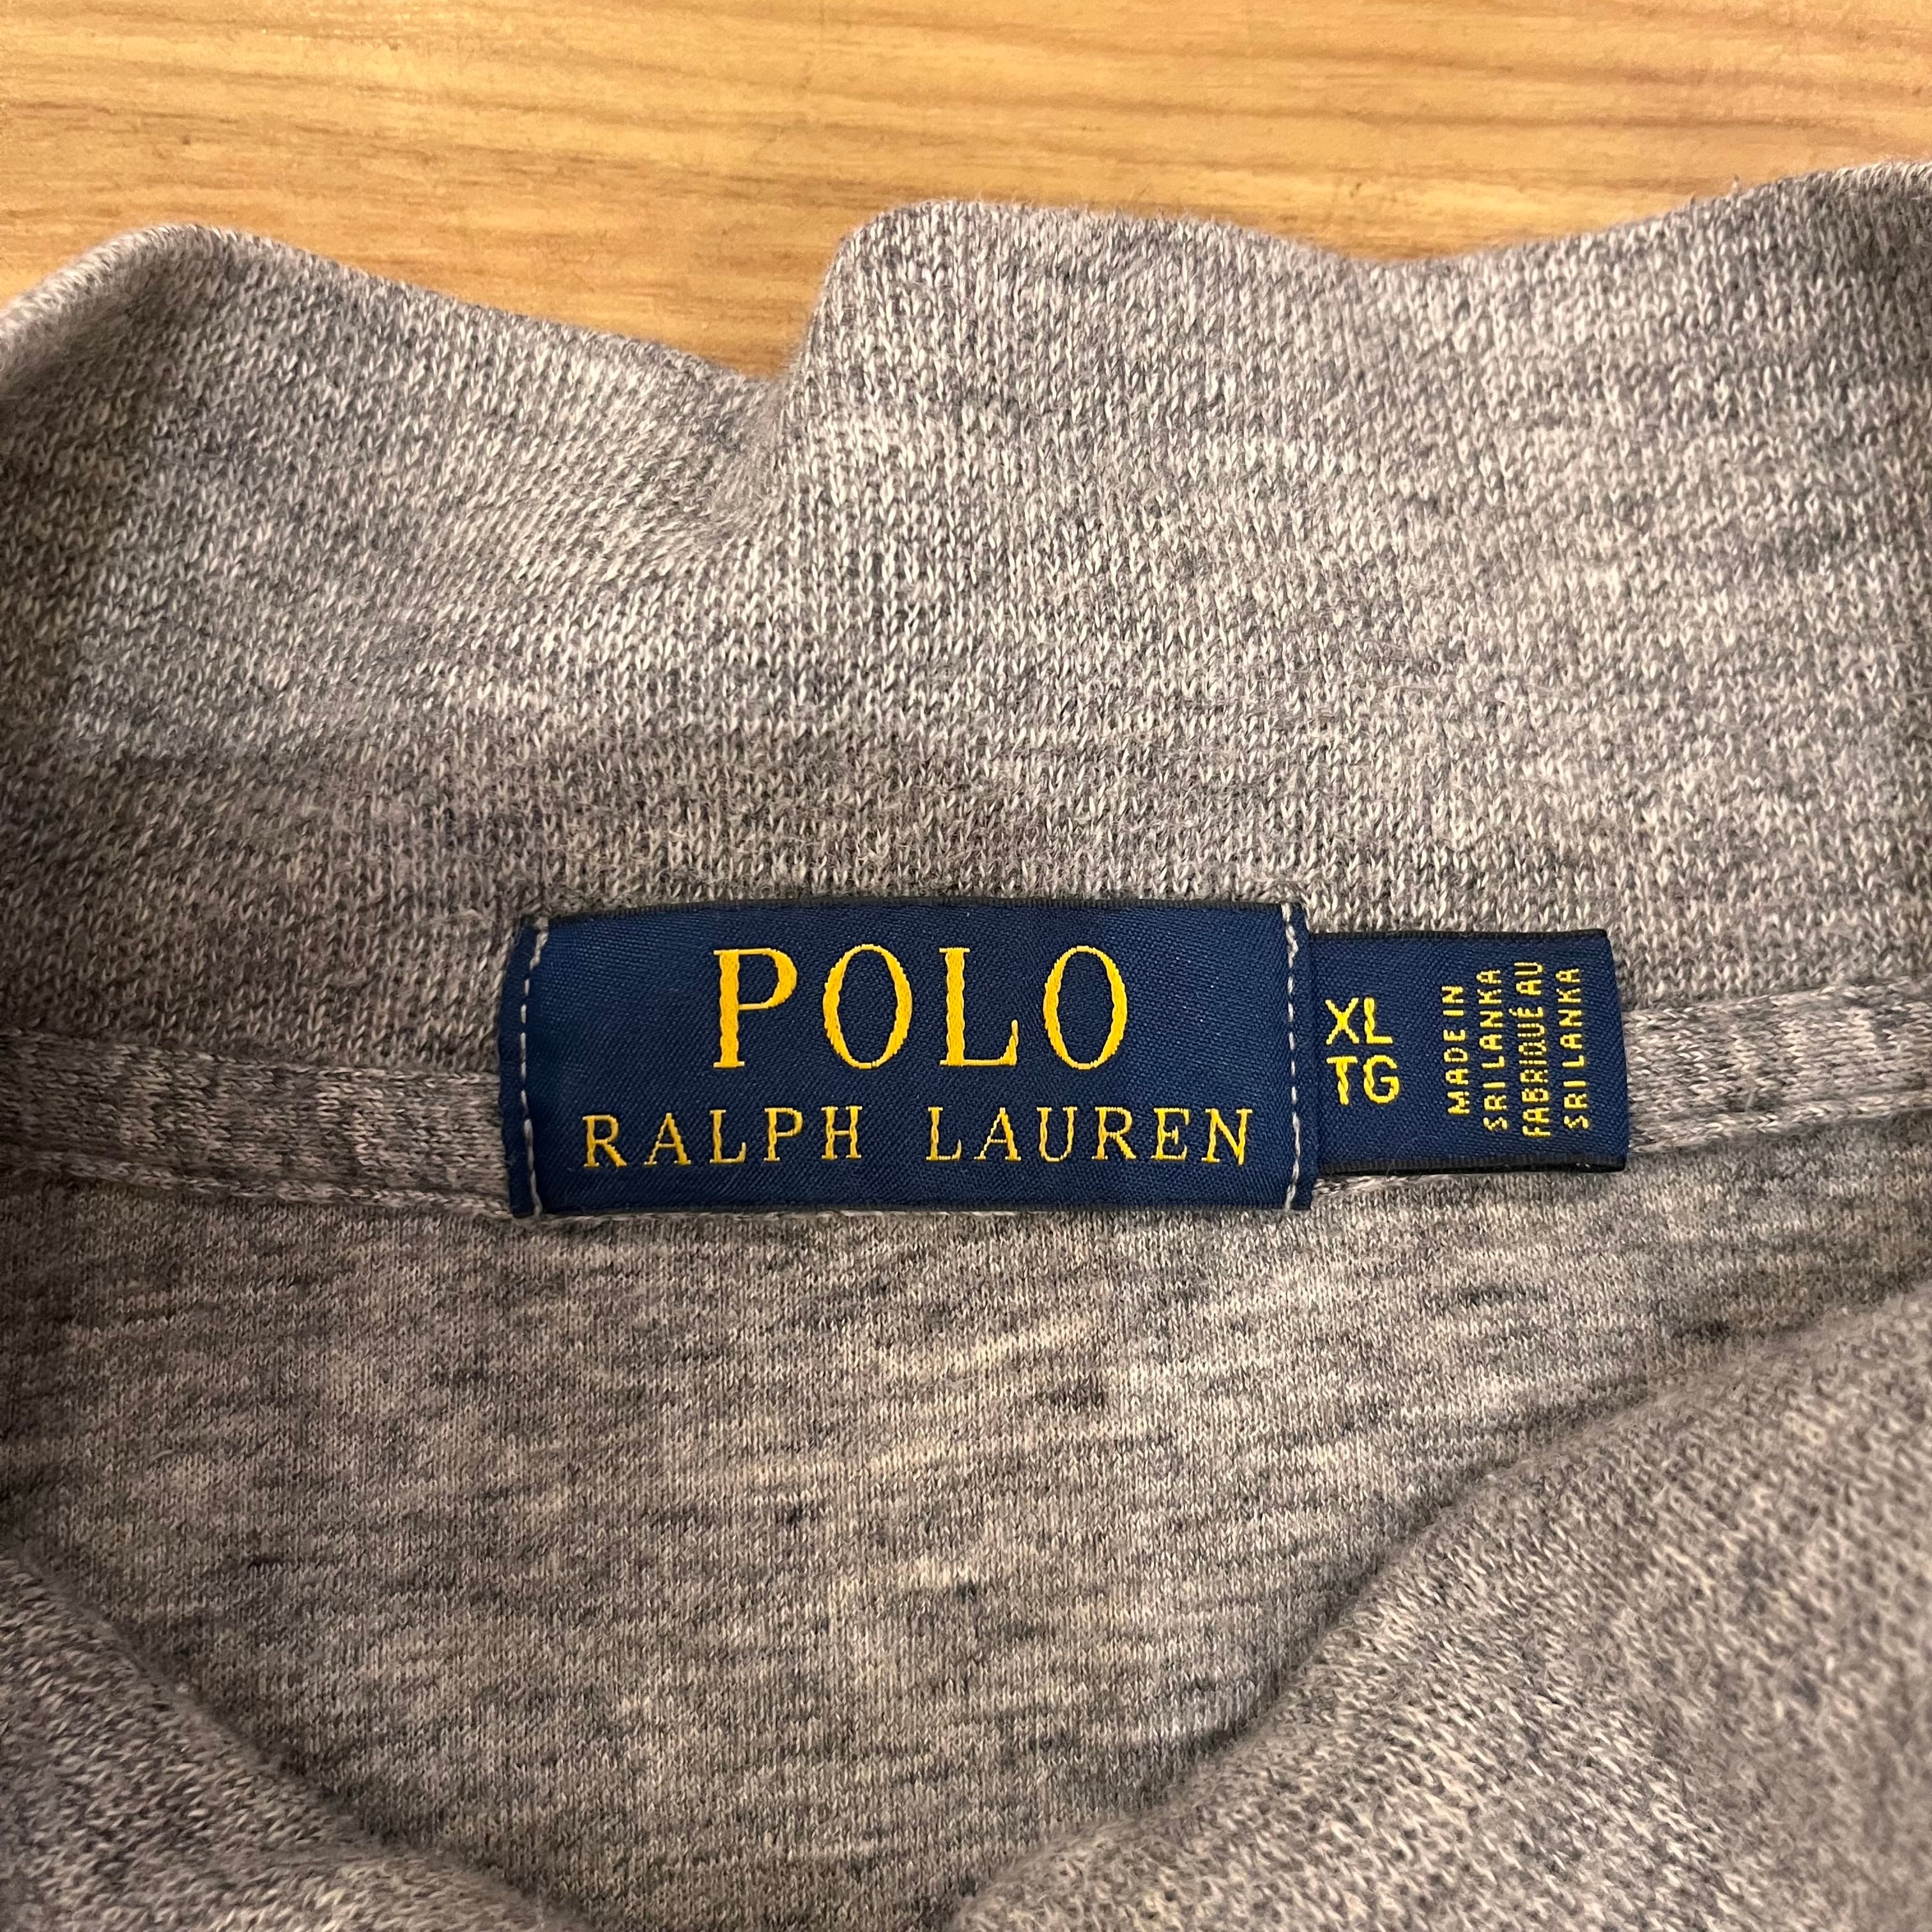 POLO
RALPH LAUREN
XL
TG
MADE IN
SRI LANKA
FABRIQUÉ AU
SRI LANKA